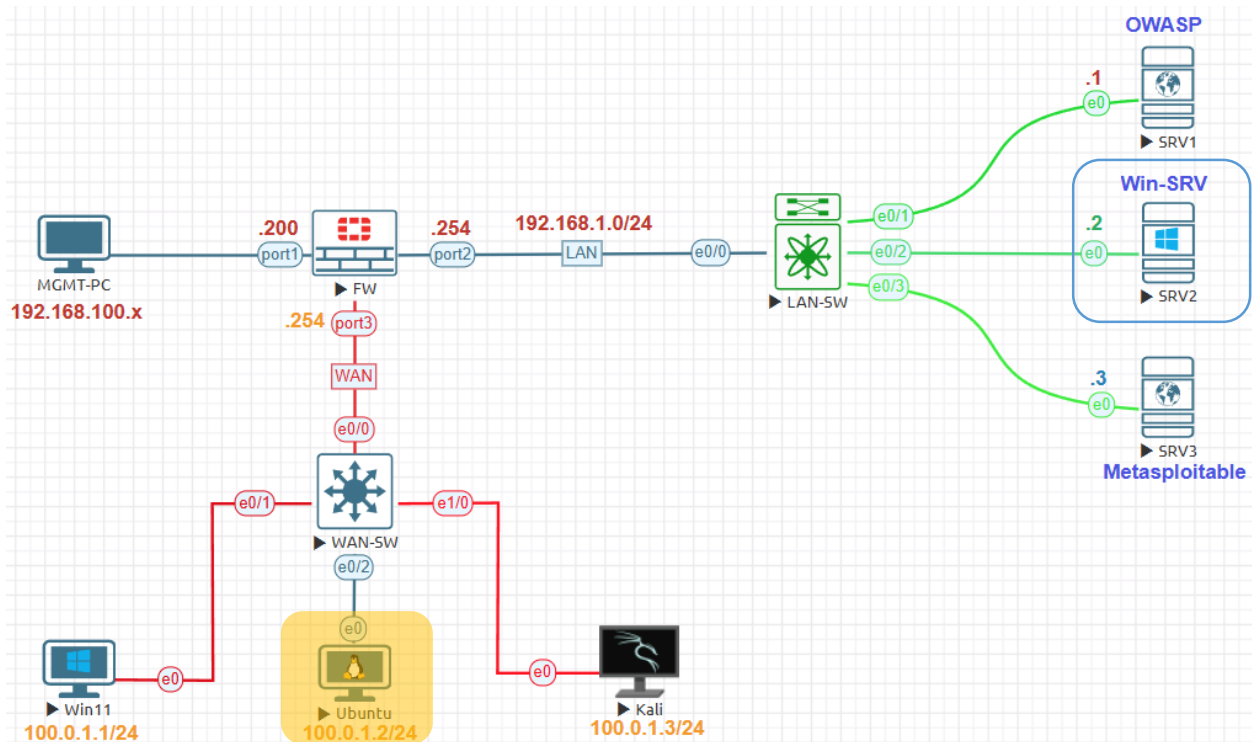 OWASP
.1
e0
SRV1
Win-SRV
.200
.254
192.168.1.0/24
e0/1
.2
port1
port2
LAN
e0/0
e0/2
e0
MGMT-PC
FW
e0/3
LAN-SW
SRV2
192.168.100.x
.254
port3
WAN
.3
e0
e0/0
SRV3
Metasploitable
e0/1
e1/0
WAN-SW
e0/2
e0
e0
e0
Win11
Ubuntu
Kali
100.0.1.1/24
100.0.1.2/24
100.0.1.3/24